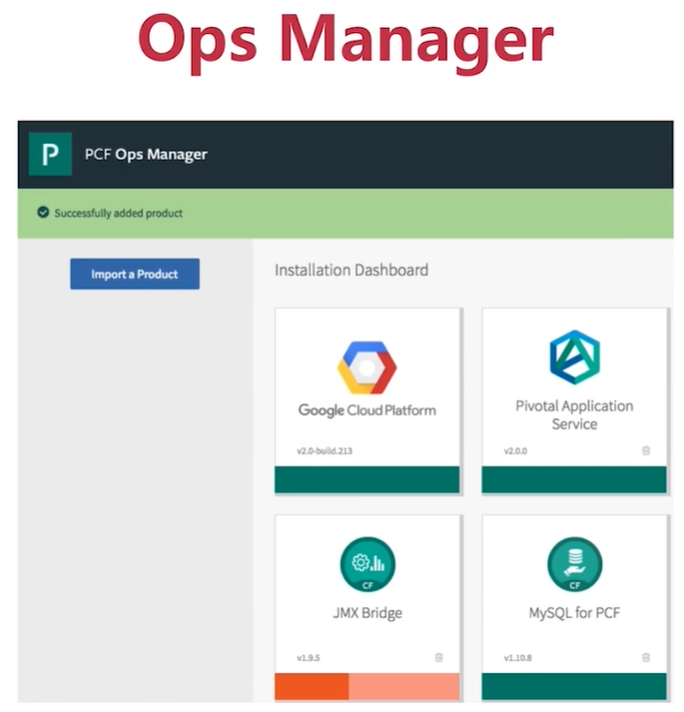 Ops Manager
P
PCF Ops Manager
Successfully added product
Import a Product
Installation Dashboard
Google Cloud Platform
v2.0-build.213
Pivotal Application
Service
v2.0.0
CF
JMX Bridge
v1.9.5
CF
MySQL for PCF
v1.10.8